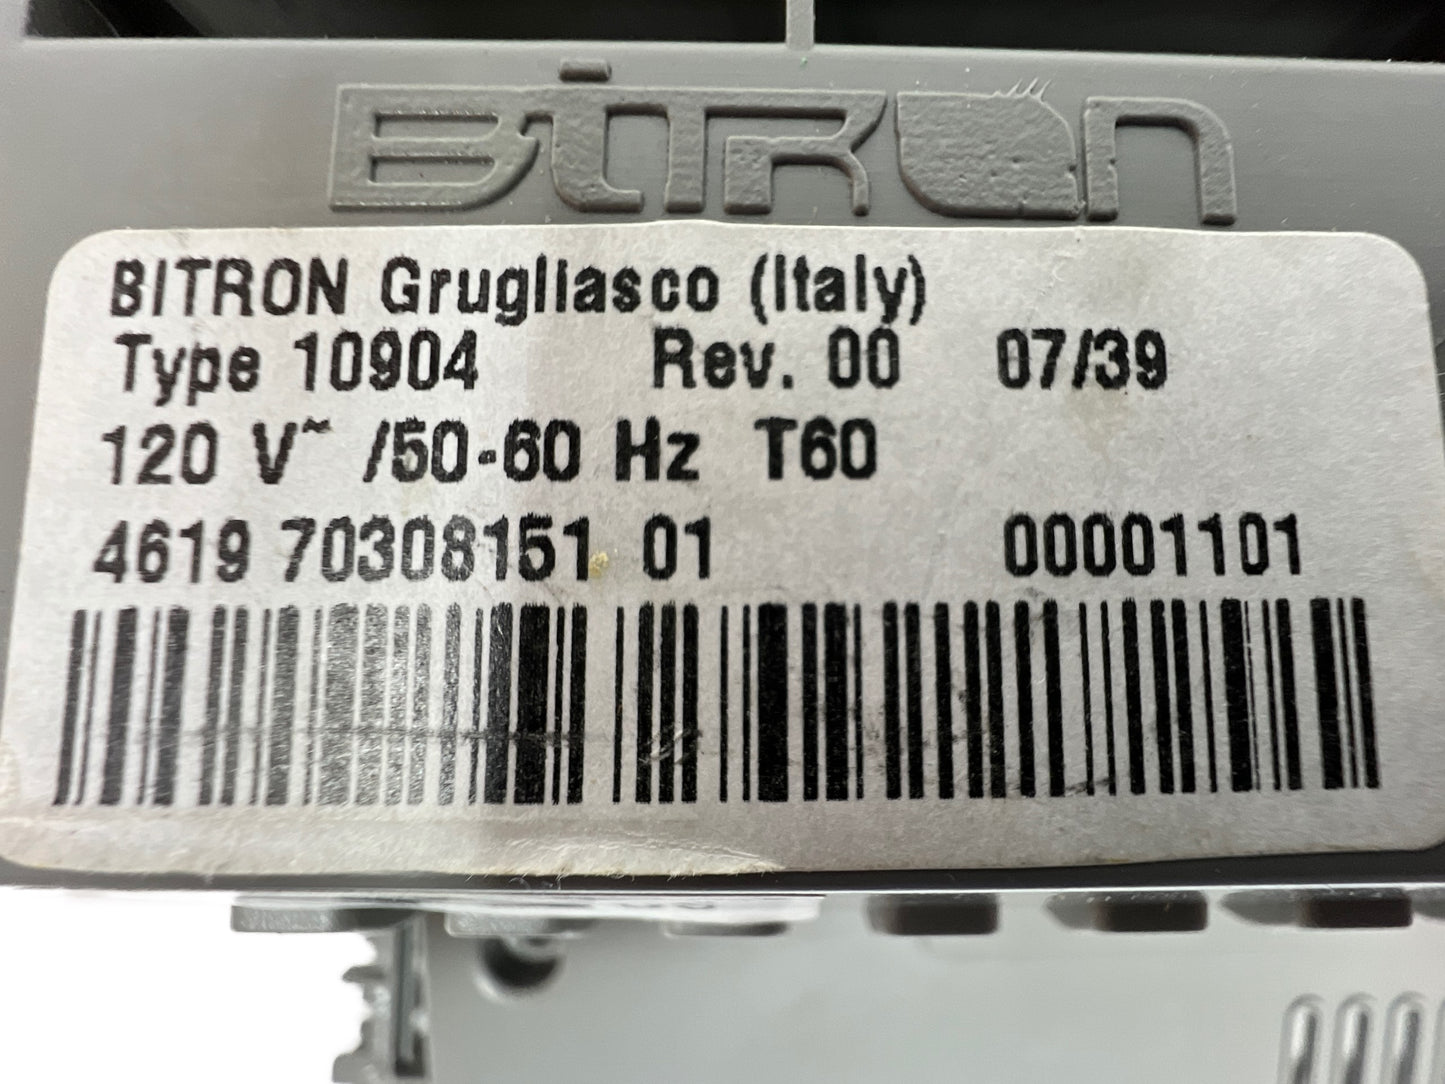 BITRON
BITRON Grugliasco (Italy)
Type 10904 Rev. 00 07/39
120 V~ /50-60 Hz T60
4619 70308151 01 00001101